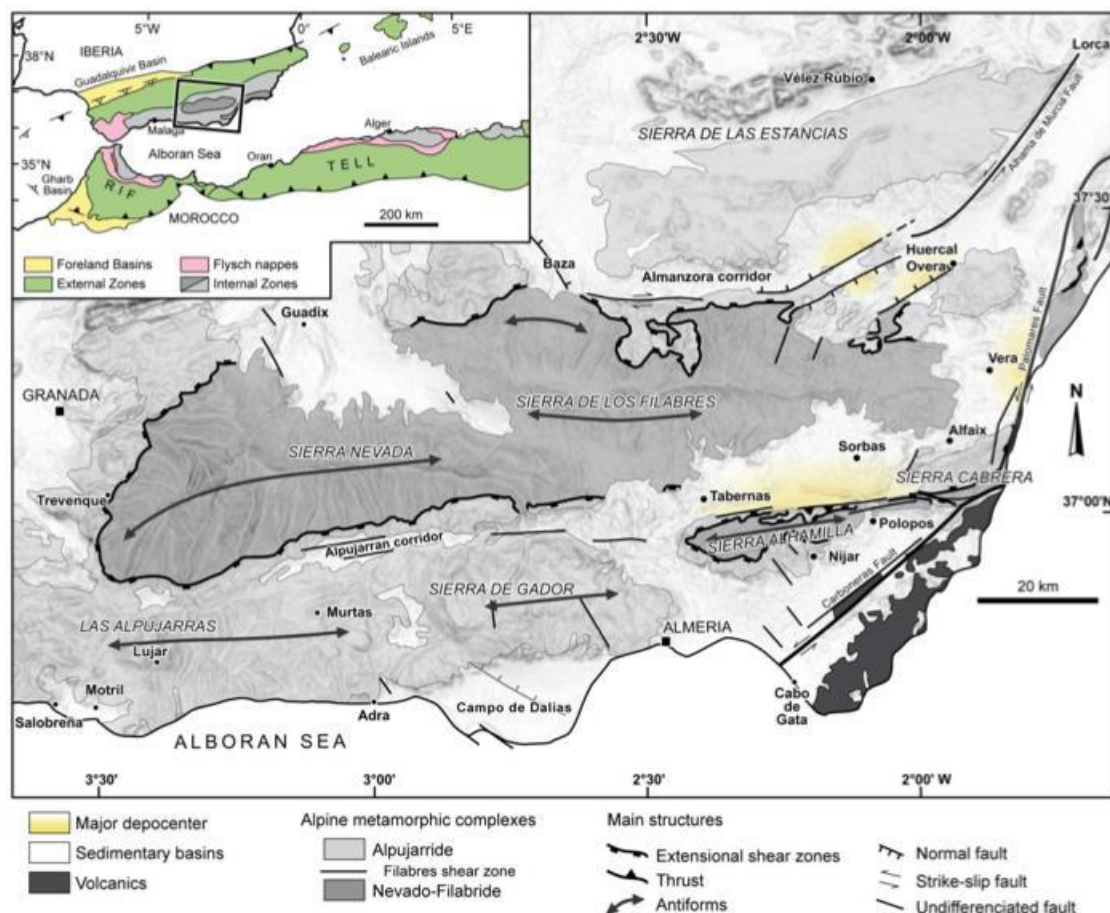 5°W
0°
5°E
38°N
IBERIA
Guadalquivir Basin
Balearic Islands
Malaga
Alger
Alboran Sea
Oran
35°N
Gharb
Basin
RIF
TELL
MOROCCO
200 km
Foreland Basins
Flysch nappes
External Zones
Internal Zones
2°30'
2°00' W
Lorca
Vélez Rubio
SIERRA DE LAS ESTANCIAS
Alhama de Murcia Fault
37°30'
Baza
Almanzora corridor
Huercal
Overa
Guadix
Palomares Fault
Vera
GRANADA
SIERRA DE LOS FILABRES
N
SIERRA NEVADA
Sorbas
Alfaix
SIERRA CABRERA
Trevenque
Tabernas
37°00'
Polopos
SIERRA ALHAMILLA
Alpujarran corridor
Nijar
Carboneras Fault
SIERRA DE GADOR
20 km
Murtas
LAS ALPUJARRAS
ALMERIA
Lujar
Motril
Salobreña
Adra
Campo de Dalias
Cabo
de
Gata
ALBORAN SEA
3°30'
3°00'
2°30'
2°00' W
Major depocenter
Sedimentary basins
Volcanics
Alpine metamorphic complexes
Alpujarride
Filabres shear zone
Nevado-Filabride
Main structures
Extensional shear zones
Thrust
Antiforms
Normal fault
Strike-slip fault
Undifferenciated fault